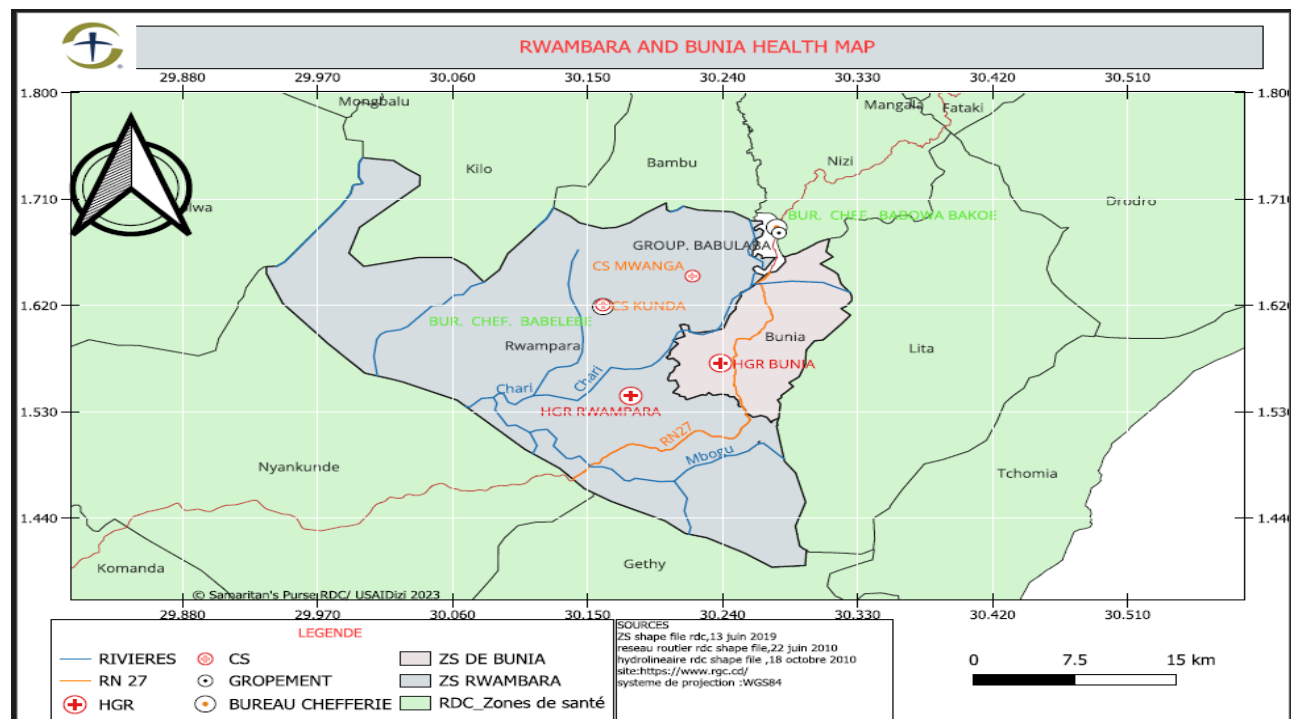 RWAMBARA AND BUNIA HEALTH MAP
29.880 29.970 30.060 30.150 30.240 30.330 30.420 30.510
1.800 1.800
Mongbalu
Mangala
Fataki
Kilo
Bambu
Nizi
1.710 1.710
Drodro
BUR. CHEF. BABOWA BAKOE
GROUP. BABULABA
CS MWANGA
1.620 1.620
CS KUNDA
BUR. CHEF. BABELEBE
Rwampara
Bunia
Lita
HGR BUNIA
Chari
Chari
HGR RWAMPARA
1.530 1.530
RN27
Mbogu
Nyankunde
Tchomia
1.440 1.440
Komanda
Gethy
© Samaritan's Purse RDC/ USAIDizi 2023
29.880 29.970 30.060 30.150 30.240 30.330 30.420 30.510
LEGENDE
RIVIERES
RN 27
HGR
CS
GROPEMENT
BUREAU CHEFFERIE
ZS DE BUNIA
ZS RWAMBARA
RDC_Zones de santé
SOURCES
ZS shape file rdc,13 juin 2019
reseau routier rdc shape file,22 juin 2010
hydrolineaire rdc shape file ,18 octobre 2010
site:https://www.rgc.cd/
systeme de projection :WGS84
0 7.5 15 km